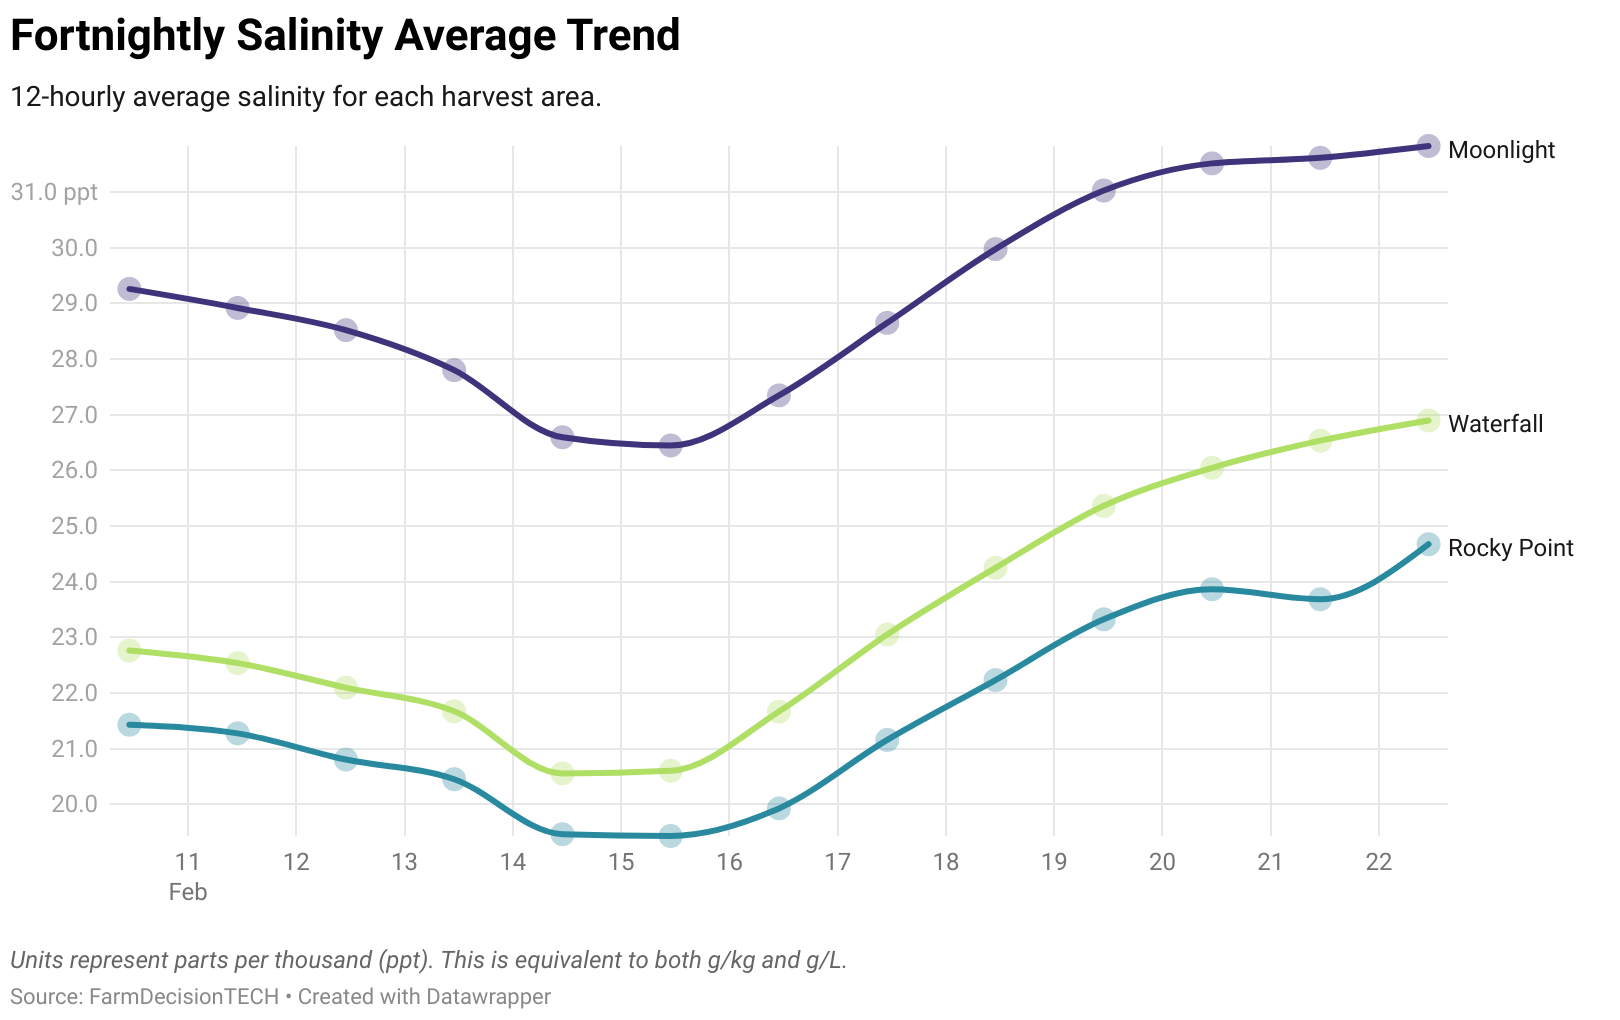 Fortnightly Salinity Average Trend
12-hourly average salinity for each harvest area.
Moonlight
31.0 ppt
30.0
29.0
28.0
27.0
Waterfall
26.0
25.0
Rocky Point
24.0
23.0
22.0
21.0
20.0
11 12 13 14 15 16 17 18 19 20 21 22
Feb
Units represent parts per thousand (ppt). This is equivalent to both g/kg and g/L.
Source: FarmDecisionTECH • Created with Datawrapper